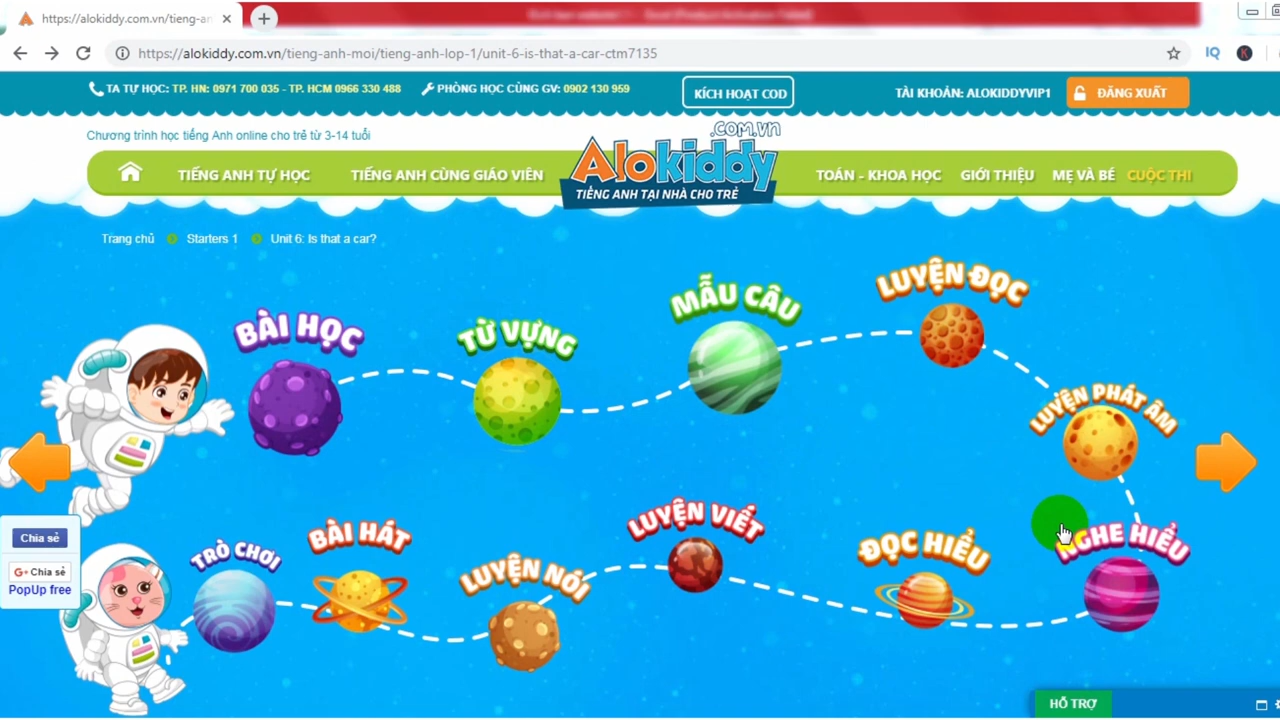 https://alokiddy.com.vn/tieng-an
https://alokiddy.com.vn/tieng-anh-moi/tieng-anh-lop-1/unit-6-is-that-a-car-ctm7135
IQ
K
TA TỰ HỌC: TP. HN: 0971 700 035 - TP. HCM 0966 330 488
PHÒNG HỌC CÙNG GV: 0902 130 959
KÍCH HOẠT COD
TÀI KHOẢN: ALOKIDDYVIP1
ĐĂNG XUẤT
Chương trình học tiếng Anh online cho trẻ từ 3-14 tuổi
.com.vn
Alokiddy
TIẾNG ANH TẠI NHÀ CHO TRẺ
TIẾNG ANH TỰ HỌC
TIẾNG ANH CÙNG GIÁO VIÊN
TOÁN - KHOA HỌC
GIỚI THIỆU
MẸ VÀ BÉ
CUỘC THI
Trang chủ
Starters 1
Unit 6: Is that a car?
BÀI HỌC
TỪ VỰNG
MẪU CÂU
LUYỆN ĐỌC
LUYỆN PHÁT ÂM
NGHE HIỂU
ĐỌC HIỂU
LUYỆN VIẾT
LUYỆN NÓI
BÀI HÁT
TRÒ CHƠI
Chia sẻ
G+ Chia sẻ
PopUp free
HỖ TRỢ